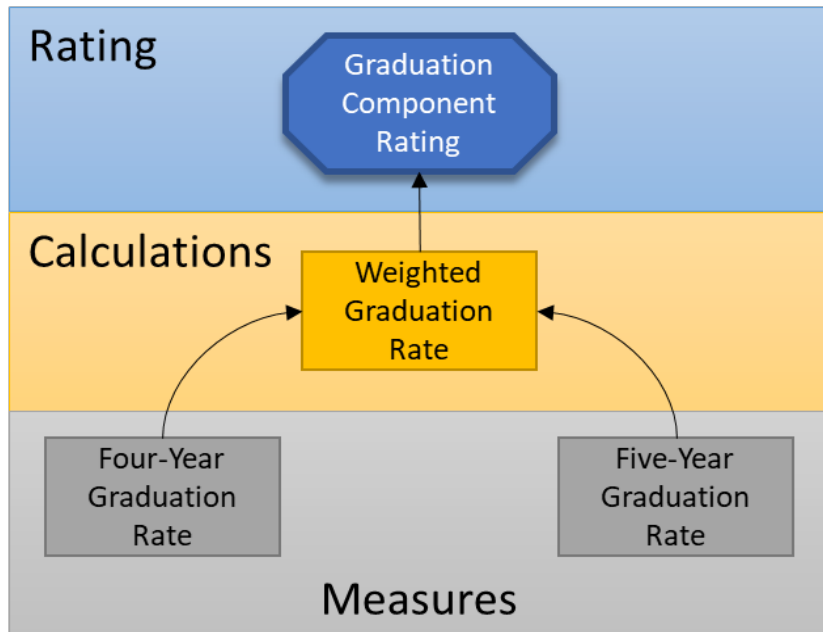 Rating
Graduation
Component
Rating
Calculations
Weighted
Graduation
Rate
Four-Year
Graduation
Rate
Five-Year
Graduation
Rate
Measures